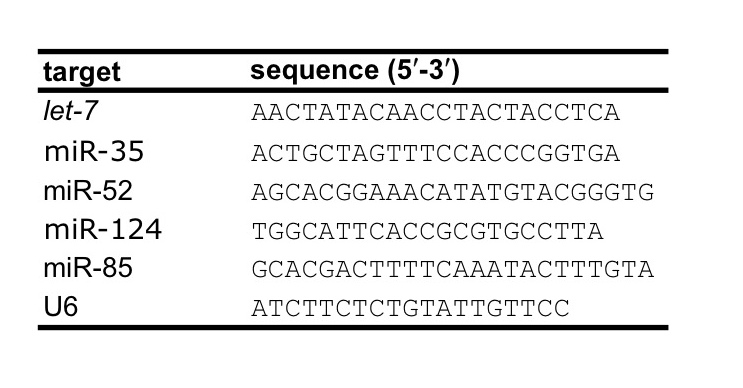 target sequence (5′-3′)
let-7 AACTATACAACCTACTACCTCA
miR-35 ACTGCTAGTTTCCACCCGGTGA
miR-52 AGCACGGAAACATATGTACGGGTG
miR-124 TGGCATTCACCGCGTGCCTTA
miR-85 GCACGACTTTTCAAATACTTTGTA
U6 ATCTTCTCTGTATTGTTCC